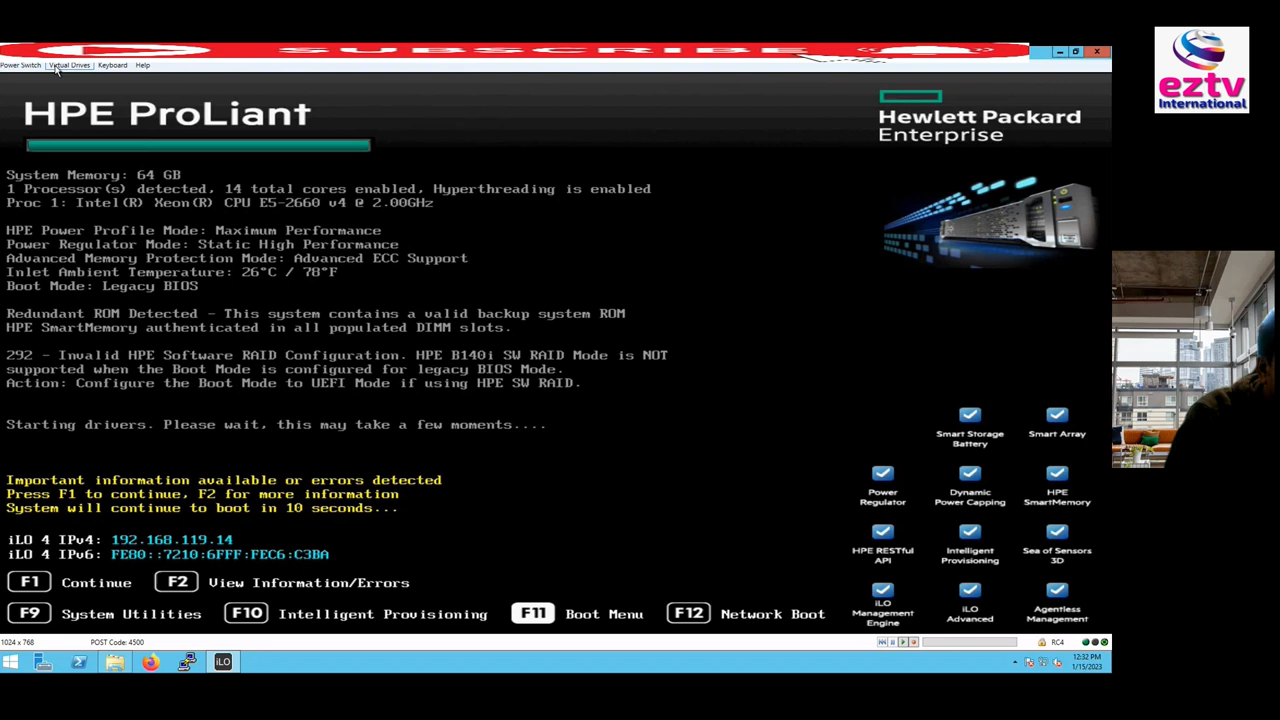 SUBSCRIBE
eztv
International
Power Switch Virtual Drives Keyboard Help
HPE ProLiant
Hewlett Packard
Enterprise
System Memory: 64 GB
1 Processor(s) detected, 14 total cores enabled, Hyperthreading is enabled
Proc 1: Intel(R) Xeon(R) CPU E5-2660 v4 @ 2.00GHz
HPE Power Profile Mode: Maximum Performance
Power Regulator Mode: Static High Performance
Advanced Memory Protection Mode: Advanced ECC Support
Inlet Ambient Temperature: 26°C / 78°F
Boot Mode: Legacy BIOS
Redundant ROM Detected - This system contains a valid backup system ROM
HPE SmartMemory authenticated in all populated DIMM slots.
292 - Invalid HPE Software RAID Configuration. HPE B140i SW RAID Mode is NOT
supported when the Boot Mode is configured for legacy BIOS Mode.
Action: Configure the Boot Mode to UEFI Mode if using HPE SW RAID.
Starting drivers. Please wait, this may take a few moments....
Smart Storage
Battery
Smart Array
Important information available or errors detected
Press F1 to continue, F2 for more information
System will continue to boot in 10 seconds...
Power
Regulator
Dynamic
Power Capping
HPE
SmartMemory
iLO 4 IPv4: 192.168.119.14
iLO 4 IPv6: FE80::7210:6FFF:FEC6:C3BA
HPE RESTful
API
Intelligent
Provisioning
Sea of Sensors
3D
F1 Continue F2 View Information/Errors
F9 System Utilities F10 Intelligent Provisioning F11 Boot Menu F12 Network Boot
iLO
Management
Engine
iLO
Advanced
Agentless
Management
1024 x 768 POST Code: 4500 RC4
iLO
12:32 PM
1/15/2023